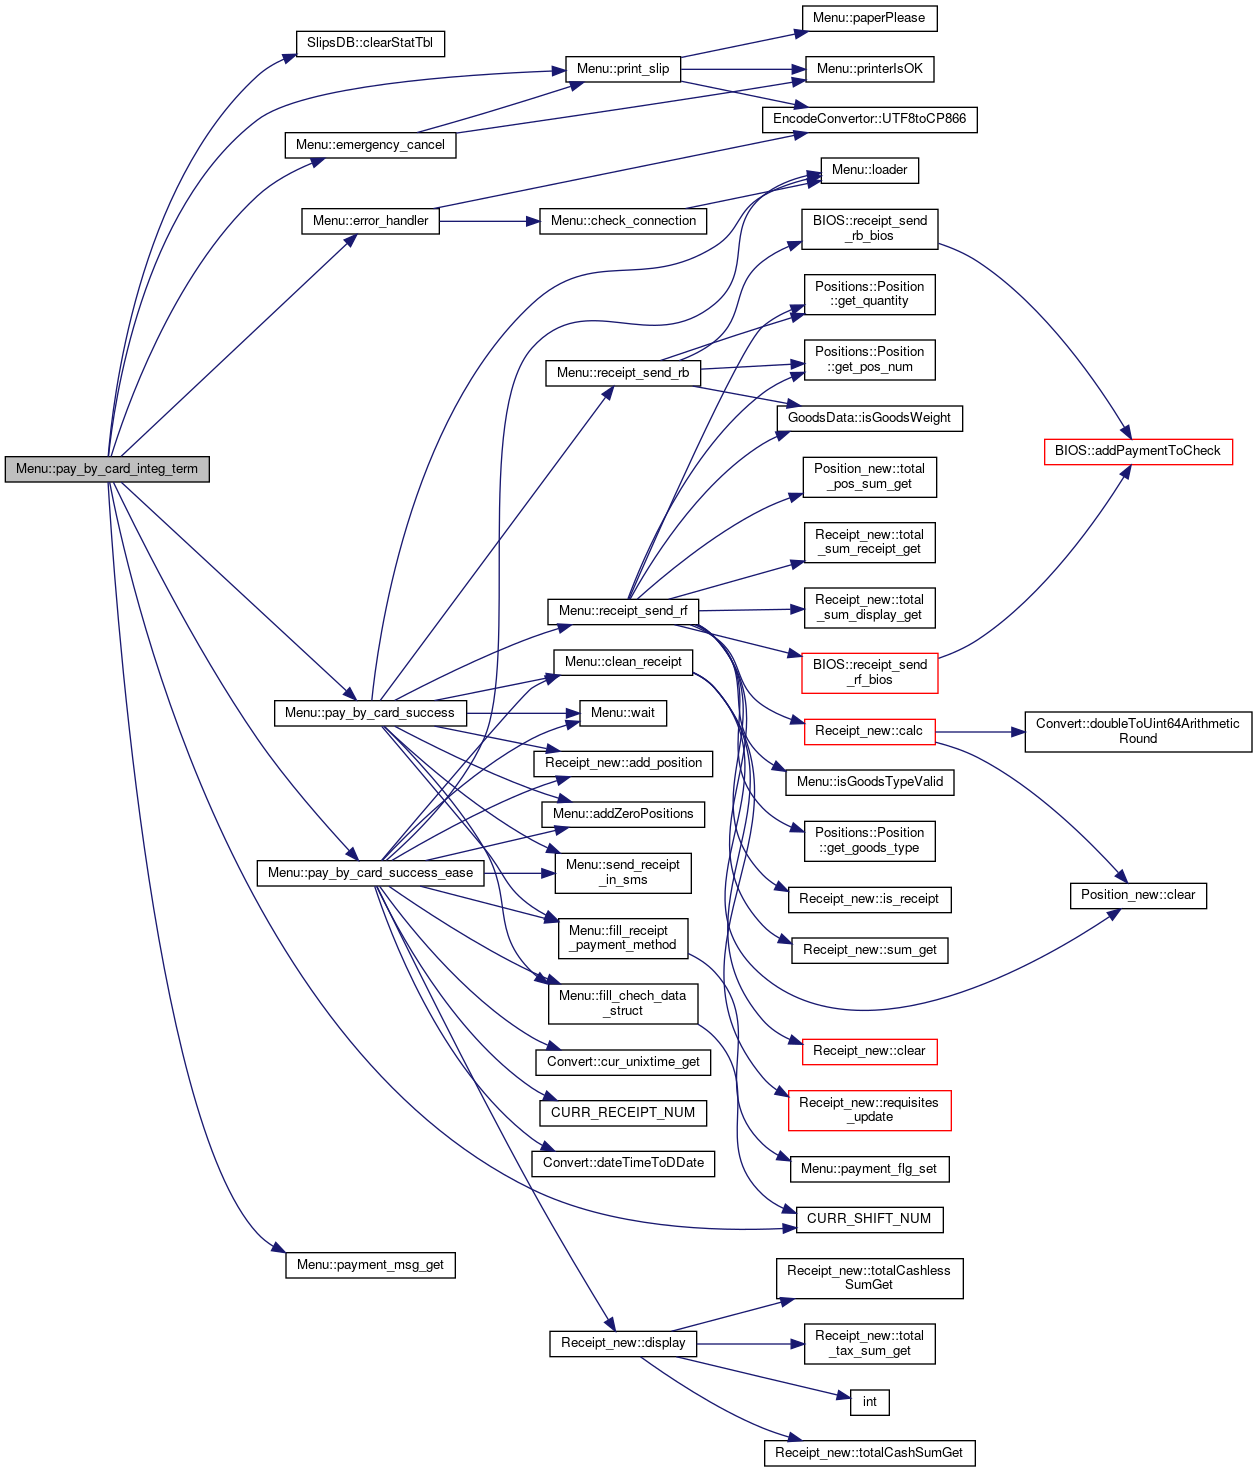 Menu::pay_by_card_integ_term
SlipsDB::clearStatTbl
Menu::print_slip
Menu::emergency_cancel
Menu::error_handler
Menu::check_connection
Menu::paperPlease
Menu::printerIsOK
EncodeConvertor::UTF8toCP866
Menu::loader
BIOS::receipt_send
_rb_bios
Positions::Position
::get_quantity
Menu::receipt_send_rb
Positions::Position
::get_pos_num
GoodsData::isGoodsWeight
BIOS::addPaymentToCheck
Position_new::total
_pos_sum_get
Receipt_new::total
_sum_receipt_get
Menu::receipt_send_rf
Receipt_new::total
_sum_display_get
BIOS::receipt_send
_rf_bios
Menu::clean_receipt
Menu::pay_by_card_success
Menu::wait
Receipt_new::calc
Convert::doubleToUint64Arithmetic
Round
Receipt_new::add_position
Menu::isGoodsTypeValid
Menu::addZeroPositions
Positions::Position
::get_goods_type
Menu::pay_by_card_success_ease
Menu::send_receipt
_in_sms
Receipt_new::is_receipt
Position_new::clear
Menu::fill_receipt
_payment_method
Receipt_new::sum_get
Menu::fill_chech_data
_struct
Receipt_new::clear
Convert::cur_unixtime_get
CURR_RECEIPT_NUM
Receipt_new::requisites
_update
Convert::dateTimeToDDate
Menu::payment_flg_set
CURR_SHIFT_NUM
Menu::payment_msg_get
Receipt_new::totalCashless
SumGet
Receipt_new::display
Receipt_new::total
_tax_sum_get
int
Receipt_new::totalCashSumGet